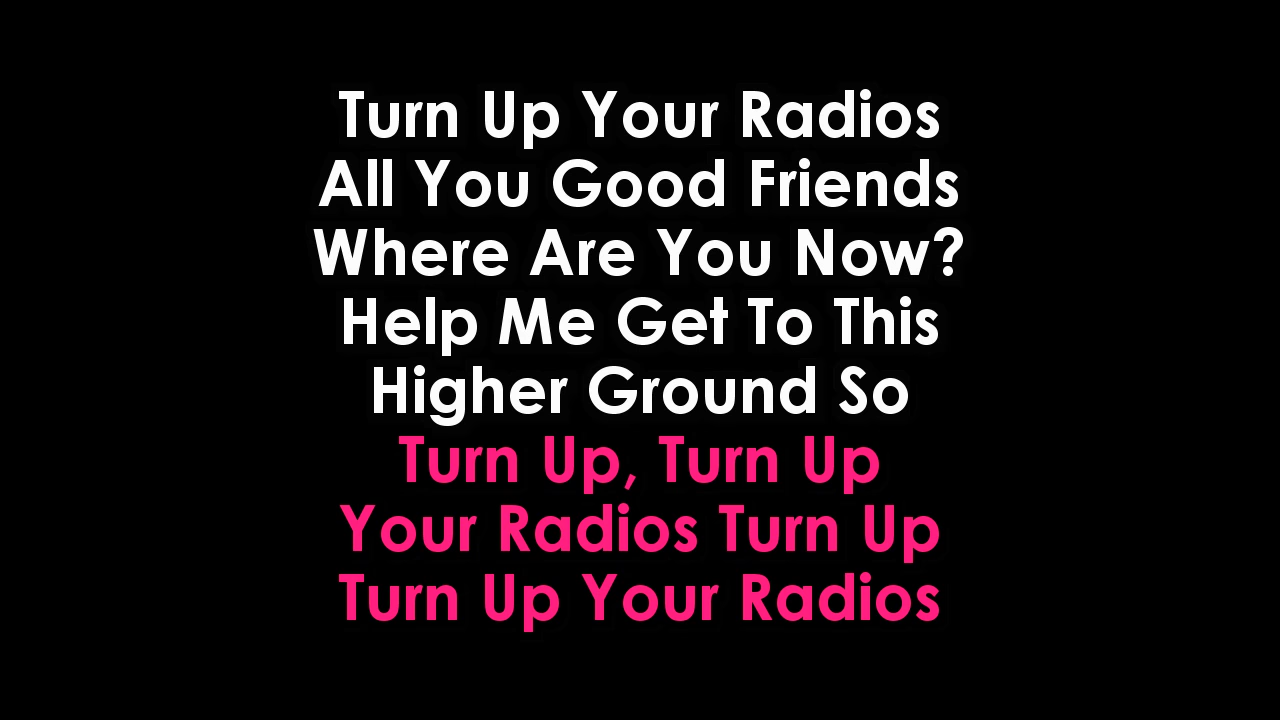 Turn Up Your Radios
All You Good Friends
Where Are You Now?
Help Me Get To This
Higher Ground So
Turn Up, Turn Up
Your Radios Turn Up
Turn Up Your Radios